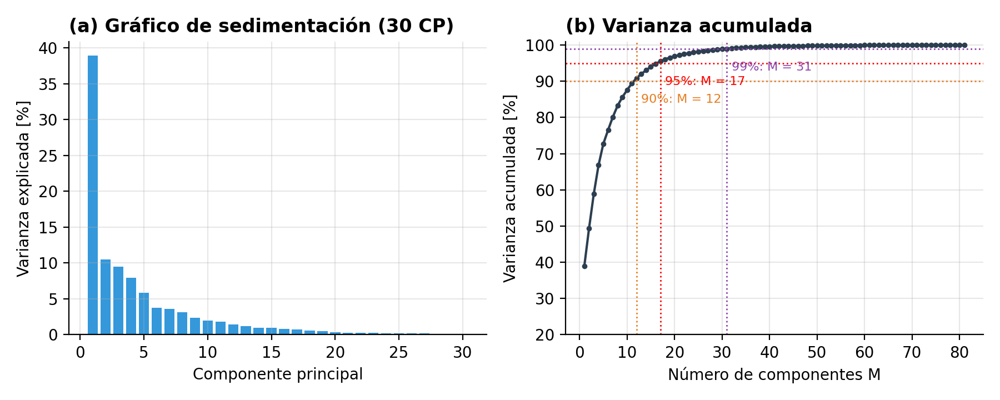 (a) Gráfico de sedimentación (30 CP)
Varianza explicada [%]
40
35
30
25
20
15
10
5
0
0 5 10 15 20 25 30
Componente principal
(b) Varianza acumulada
Varianza acumulada [%]
100
90
80
70
60
50
40
30
20
99%: M = 31
95%: M = 17
90%: M = 12
0 10 20 30 40 50 60 70 80
Número de componentes M